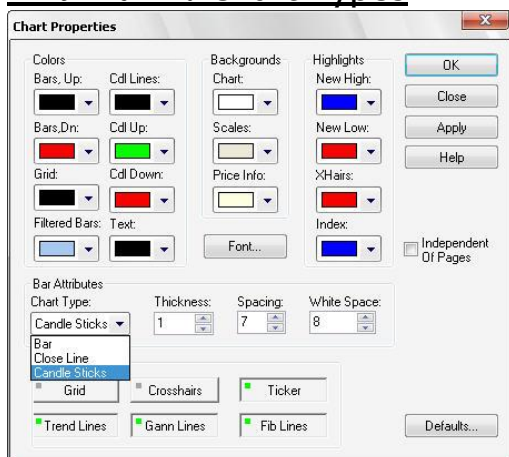 Chart Properties
Colors
Backgrounds
Highlights
Bars, Up:
Cdl Lines:
Chart:
New High:
OK
Close
Bars,Dn:
Cdl Up:
Scales:
New Low:
Apply
Help
Grid:
Cdl Down:
Price Info:
XHairs:
Filtered Bars:
Text:
Font...
Index:
Independent
Of Pages
Bar Attributes
Chart Type:
Thickness:
Spacing:
White Space:
Candle Sticks
1
7
8
Bar
Close Line
Candle Sticks
Grid
Crosshairs
Ticker
Trend Lines
Gann Lines
Fib Lines
Defaults...